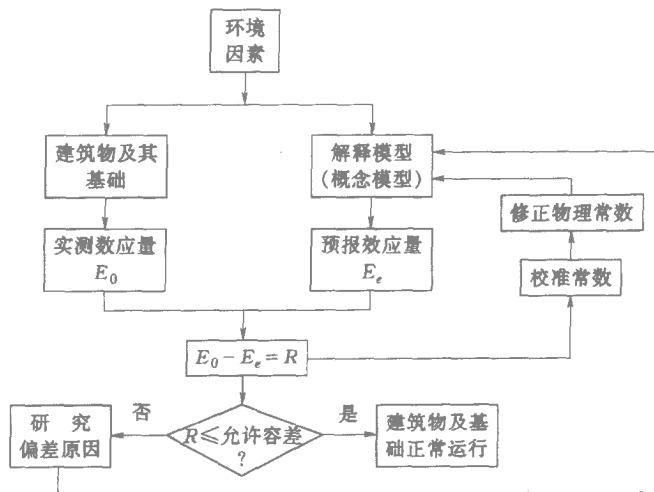 环境
因素
建筑物及其
基础
解释模型
(概念模型)
修正物理常数
实测数应量
E₀
预报效应量
Eₑ
校准常数
E₀－Eₑ＝R
否
R≤允许容差
?
是
研 究
偏差原因
建筑物及基
础正常运行